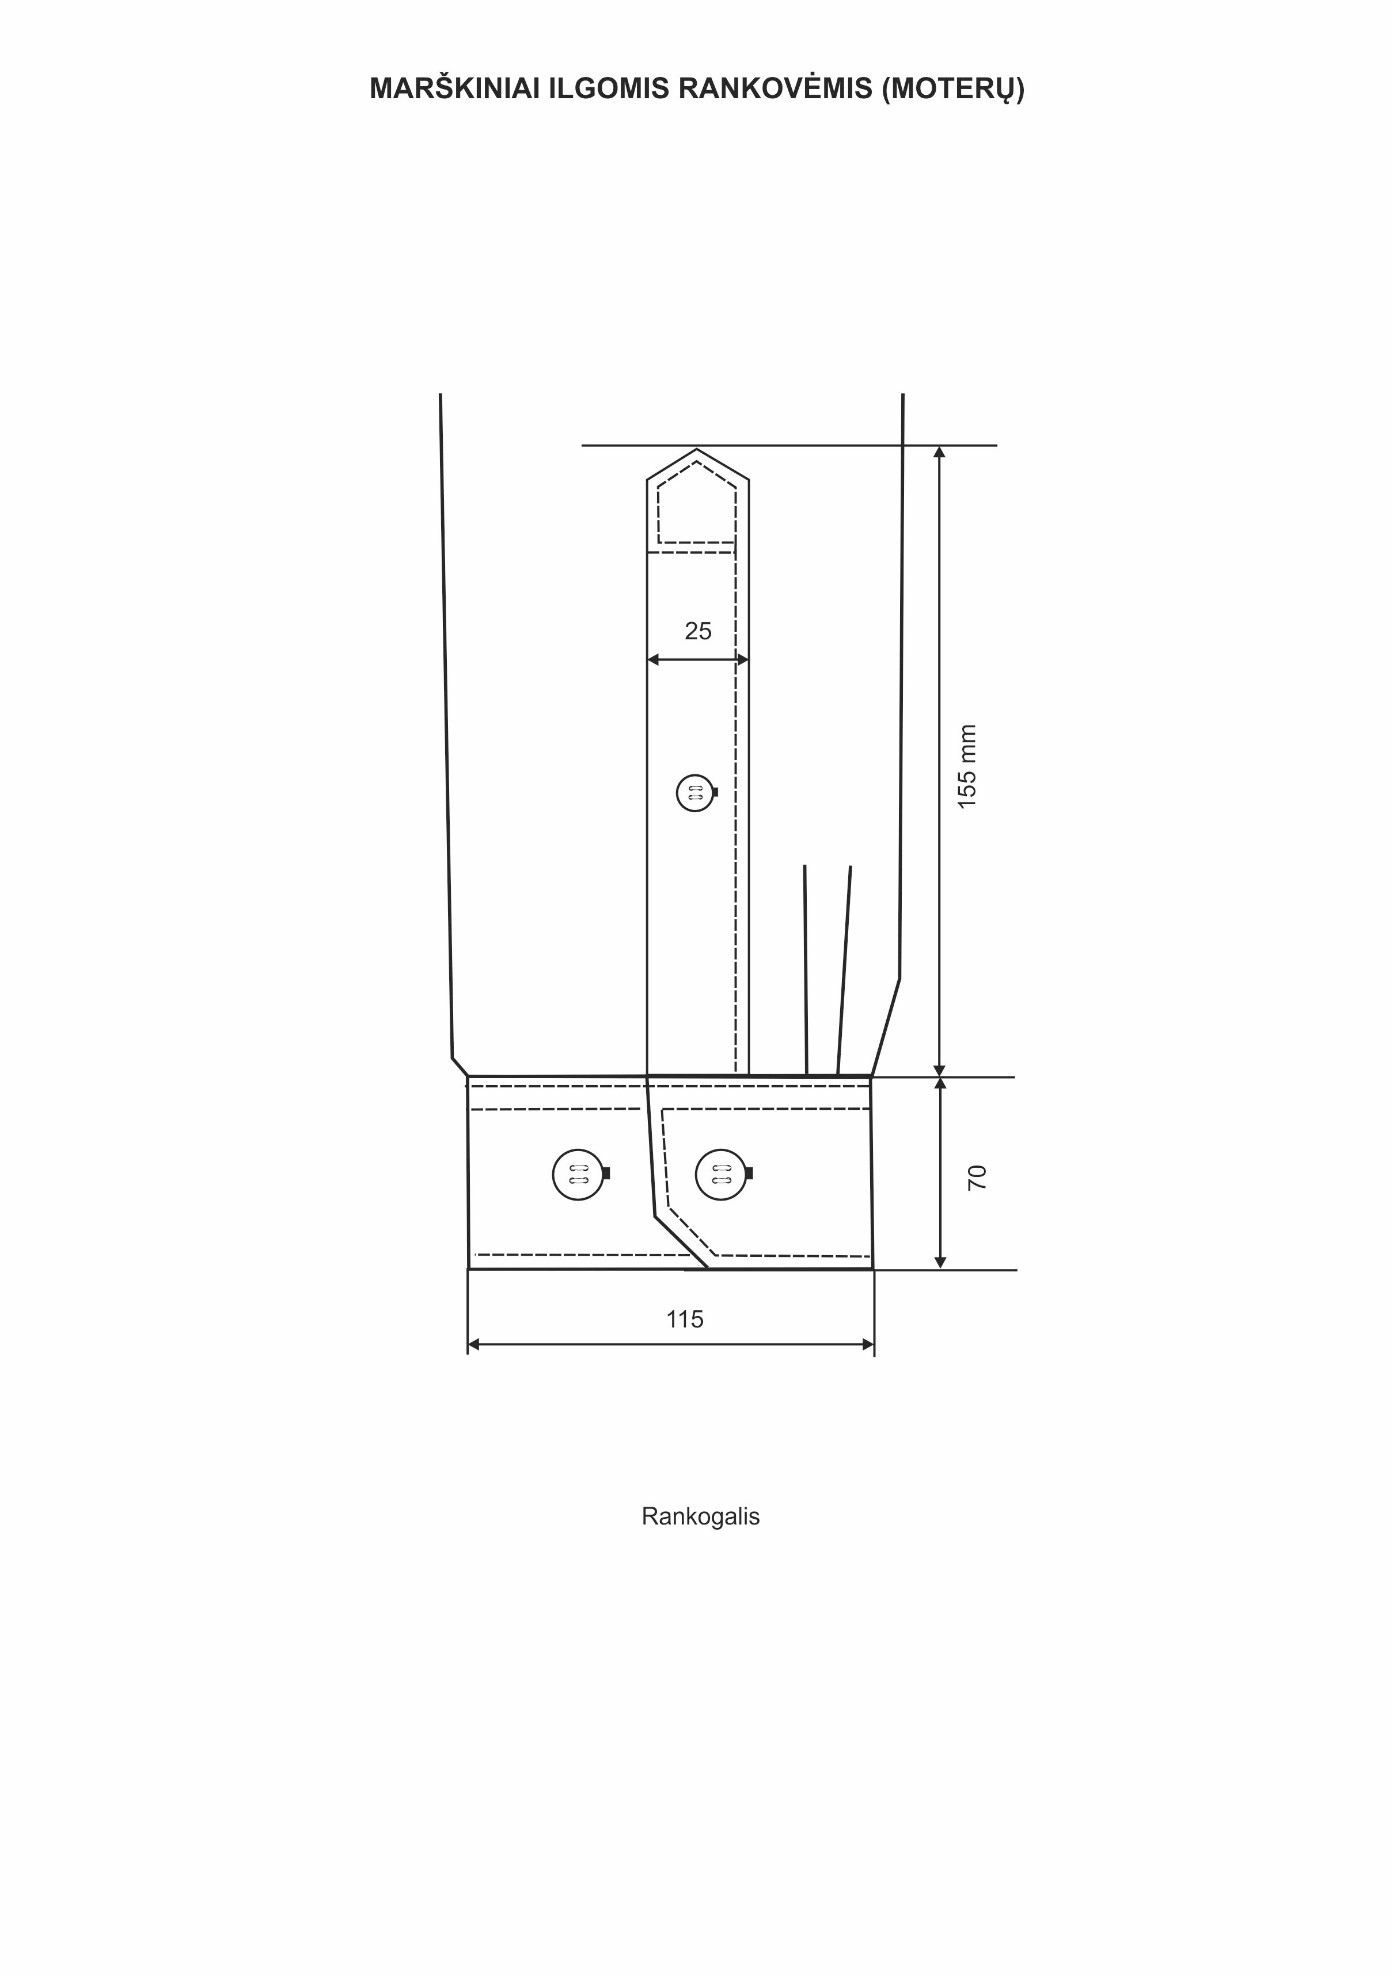 MARŠKINIAI ILGOMIS RANKOVĖMIS (MOTERŲ)
25
155 mm
70
115
Rankogalis